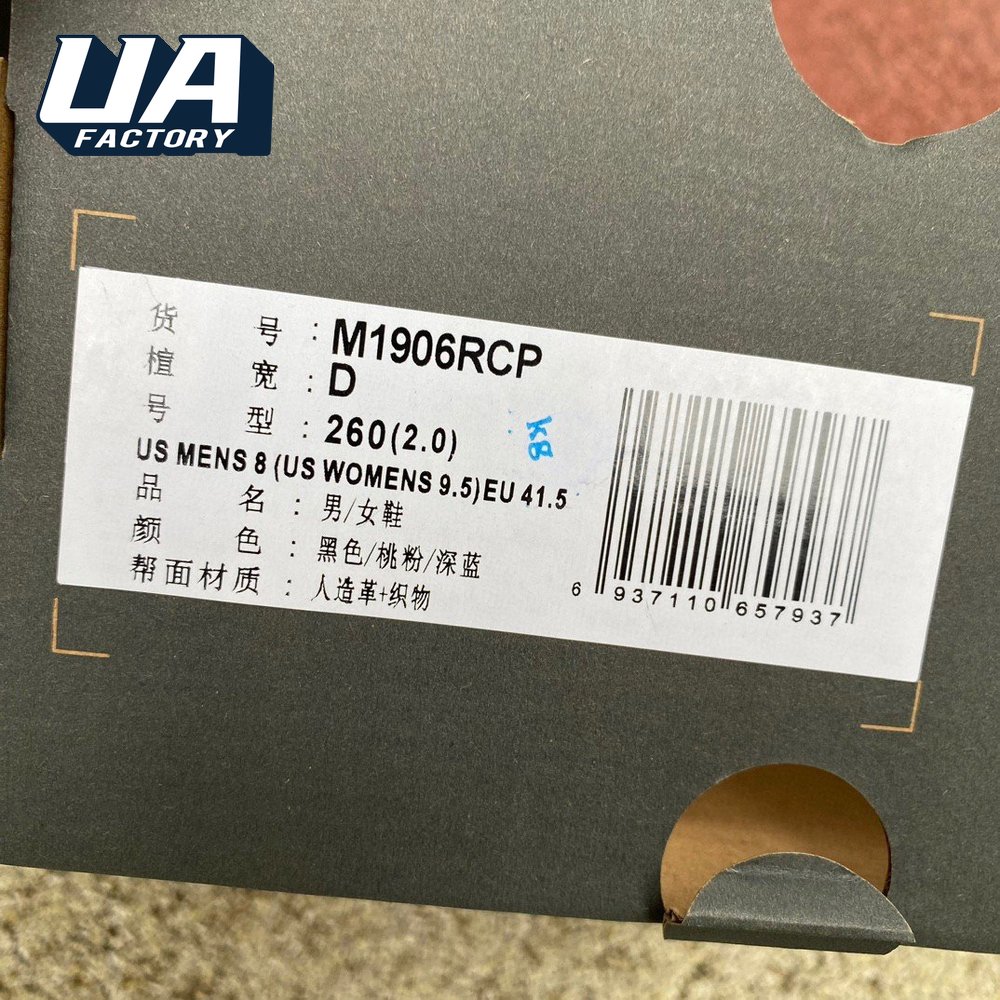 UA
FACTORY
货 号 : M1906RCP
楦 宽 : D
号 型 : 260(2.0)
K8
US MENS 8 (US WOMENS 9.5)EU 41.5
品 名 : 男/女鞋
颜 色 : 黑色/桃粉/深蓝
帮面材质 : 人造革+织物
6 937110 657937